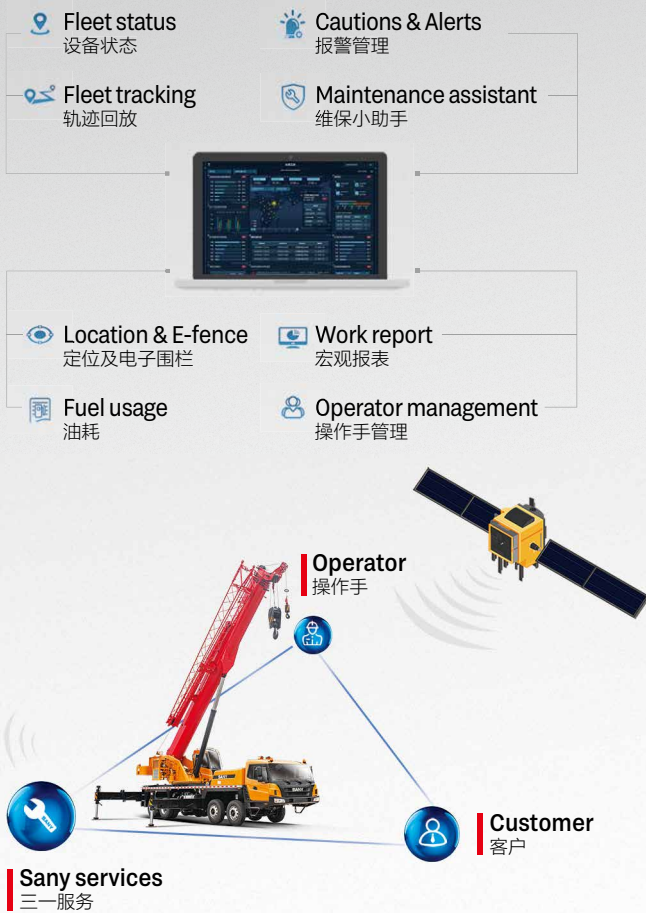 Fleet status
设备状态
Cautions & Alerts
报警管理
Fleet tracking
轨迹回放
Maintenance assistant
维保小助手
Location & E-fence
定位及电子围栏
Work report
宏观报表
Fuel usage
油耗
Operator management
操作手管理
Operator
操作手
SANY
Customer
客户
Sany services
三一服务